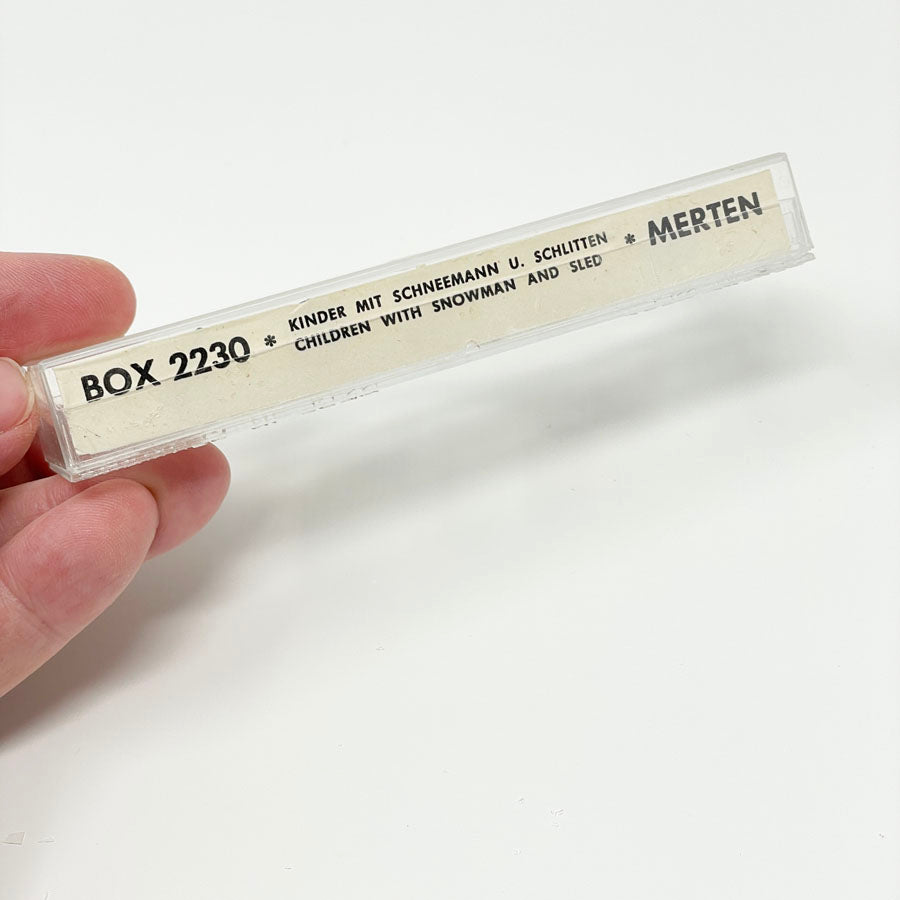 BOX 2230 * KINDER MIT SCHNEEMANN U. SCHLITTEN
CHILDREN WITH SNOWMAN AND SLED * MERTEN